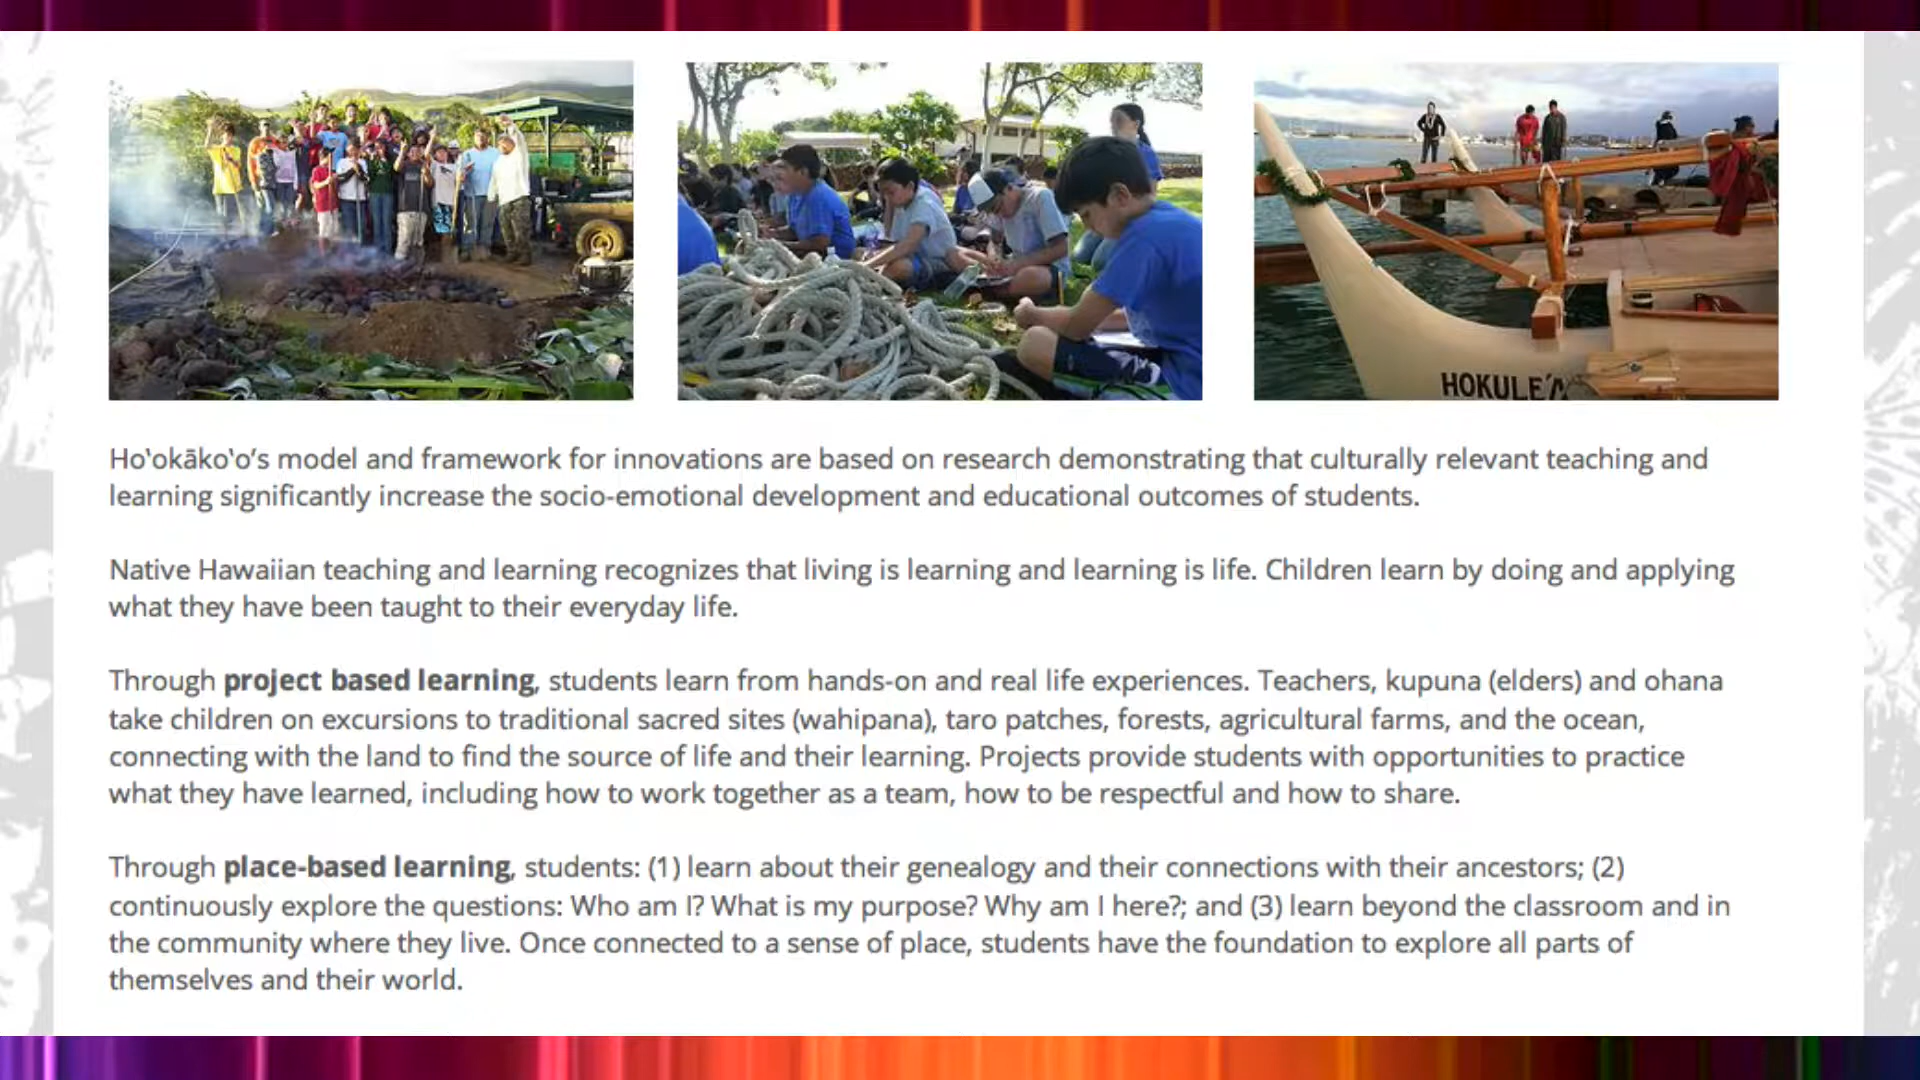 HOKULE'A
Ho‘okāko‘o’s model and framework for innovations are based on research demonstrating that culturally relevant teaching and
learning significantly increase the socio-emotional development and educational outcomes of students.
Native Hawaiian teaching and learning recognizes that living is learning and learning is life. Children learn by doing and applying
what they have been taught to their everyday life.
Through project based learning, students learn from hands-on and real life experiences. Teachers, kupuna (elders) and ohana
take children on excursions to traditional sacred sites (wahipana), taro patches, forests, agricultural farms, and the ocean,
connecting with the land to find the source of life and their learning. Projects provide students with opportunities to practice
what they have learned, including how to work together as a team, how to be respectful and how to share.
Through place-based learning, students: (1) learn about their genealogy and their connections with their ancestors; (2)
continuously explore the questions: Who am I? What is my purpose? Why am I here?; and (3) learn beyond the classroom and in
the community where they live. Once connected to a sense of place, students have the foundation to explore all parts of
themselves and their world.